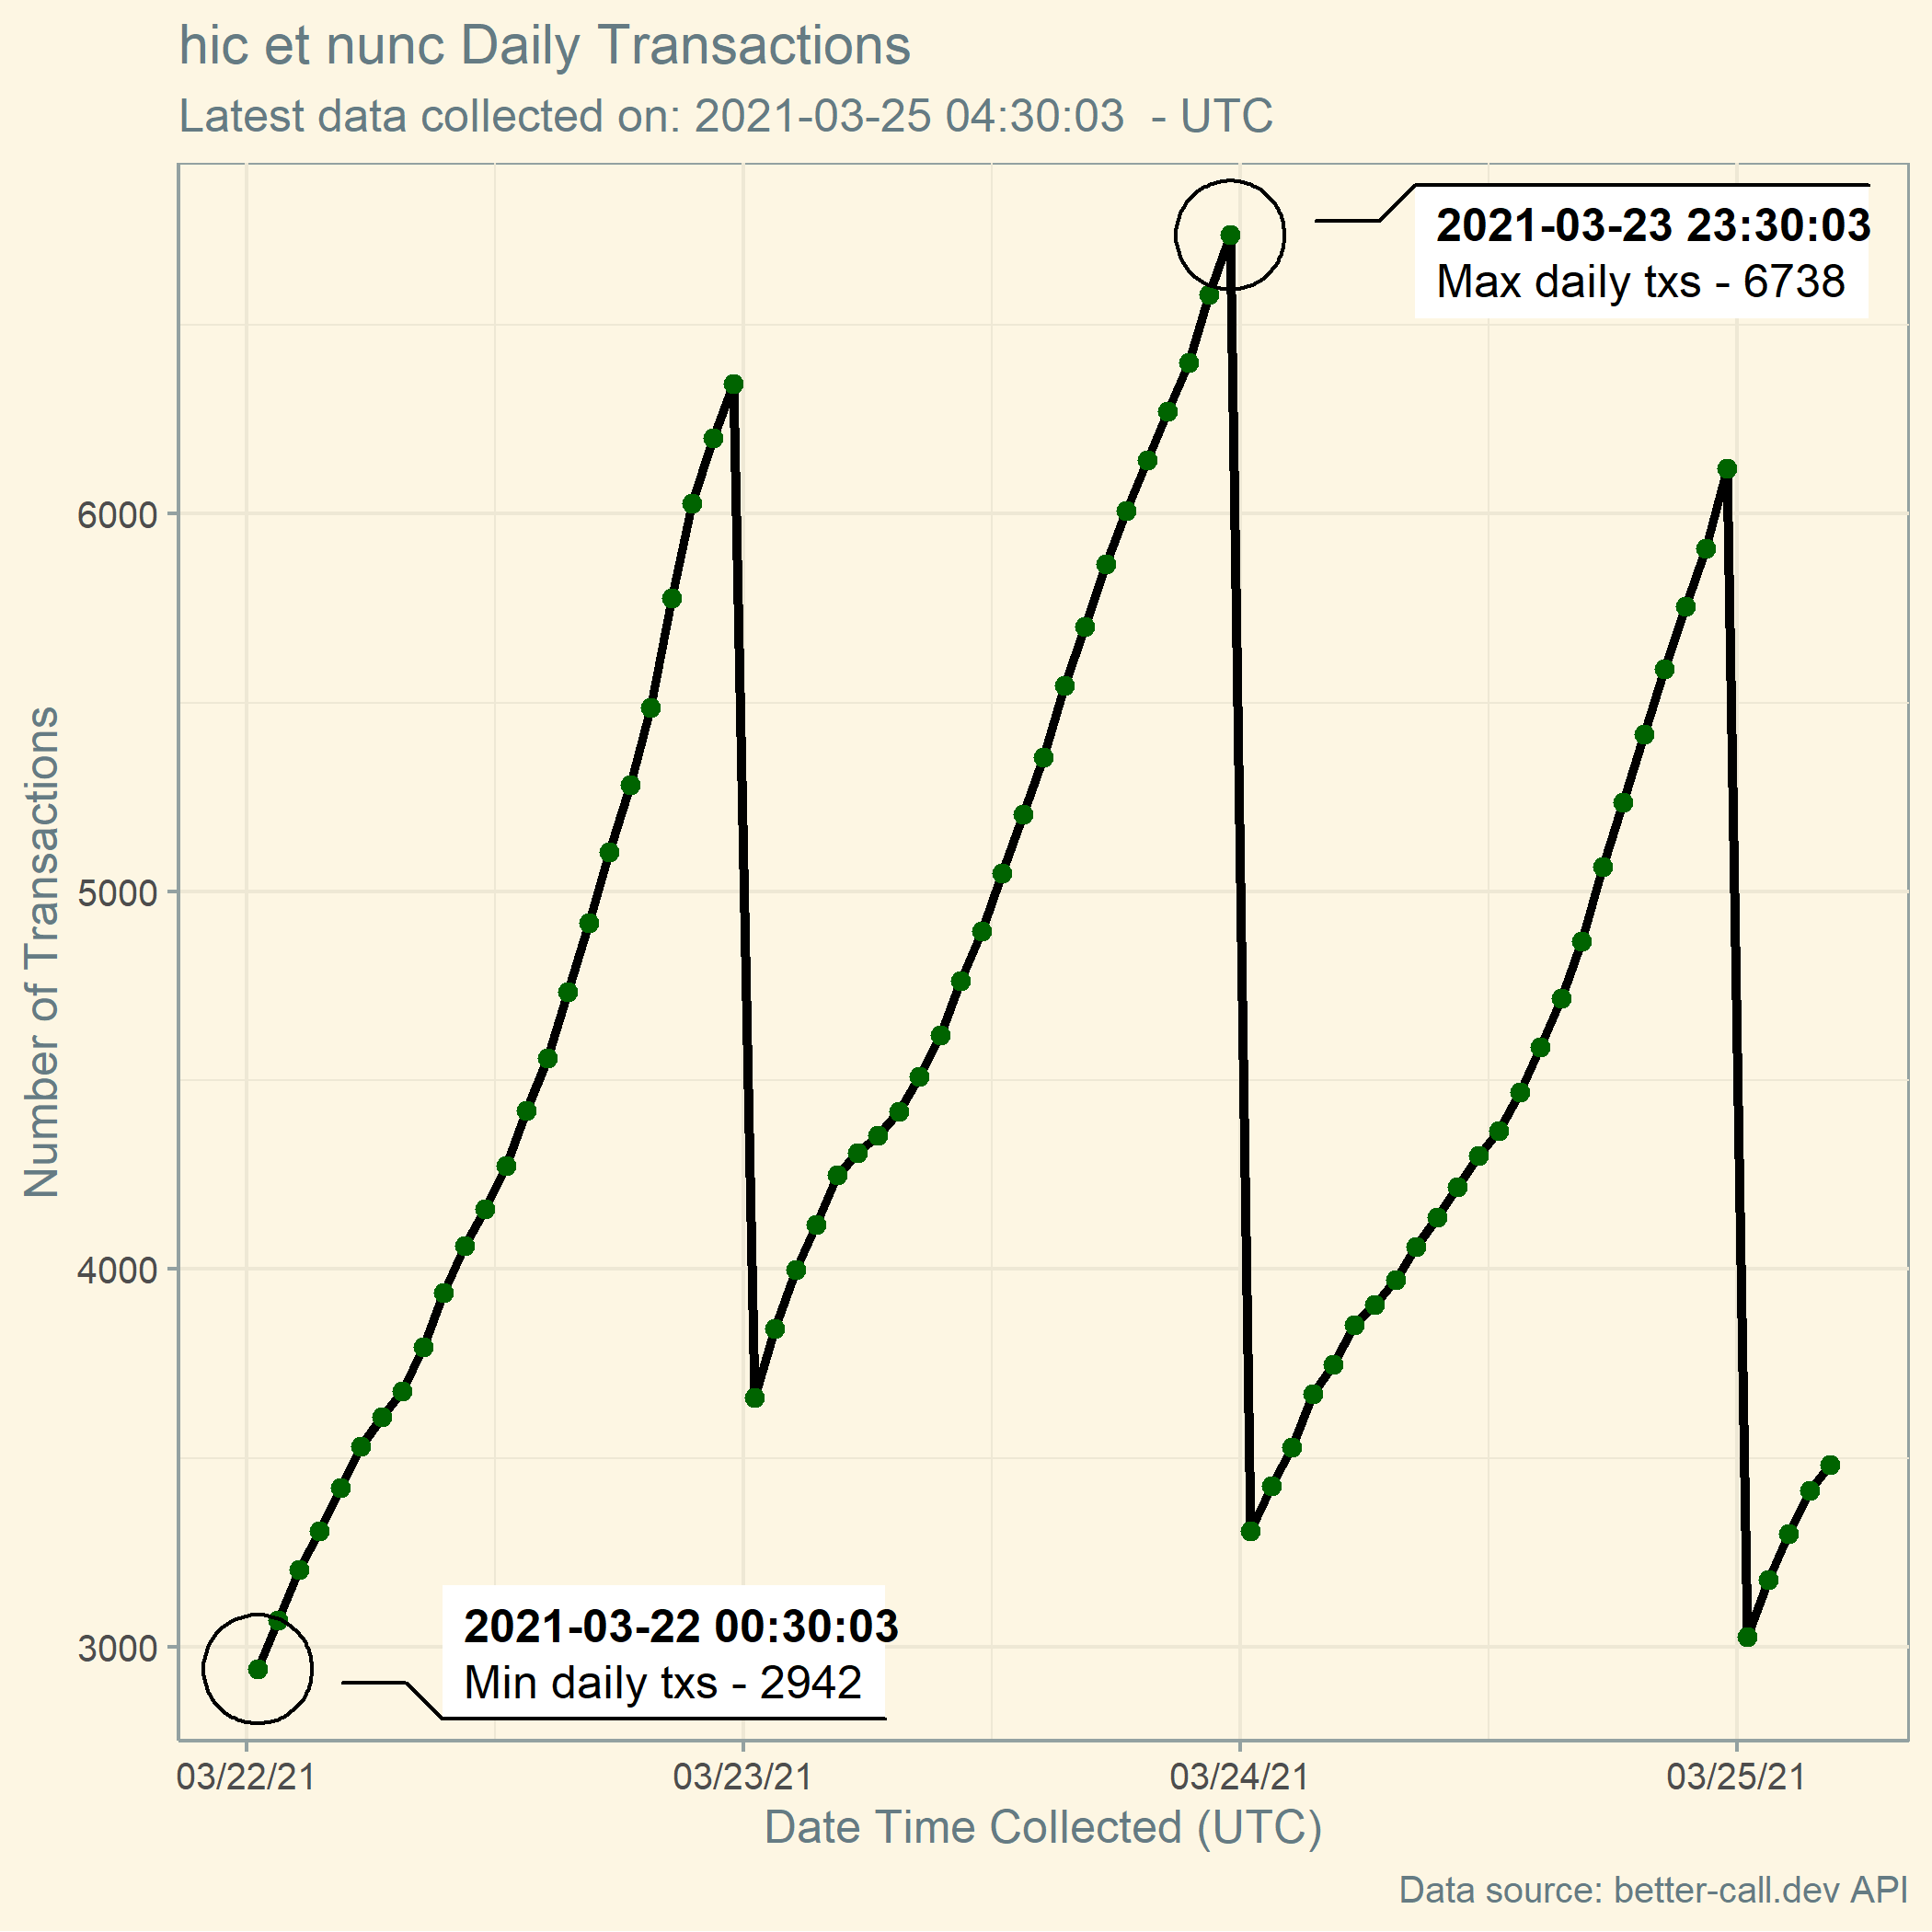 hic et nunc Daily Transactions
Latest data collected on: 2021-03-25 04:30:03  - UTC
2021-03-23 23:30:03
Max daily txs - 6738
6000
5000
4000
3000
Number of Transactions
2021-03-22 00:30:03
Min daily txs - 2942
03/22/21
03/23/21
03/24/21
03/25/21
Date Time Collected (UTC)
Data source: better-call.dev API